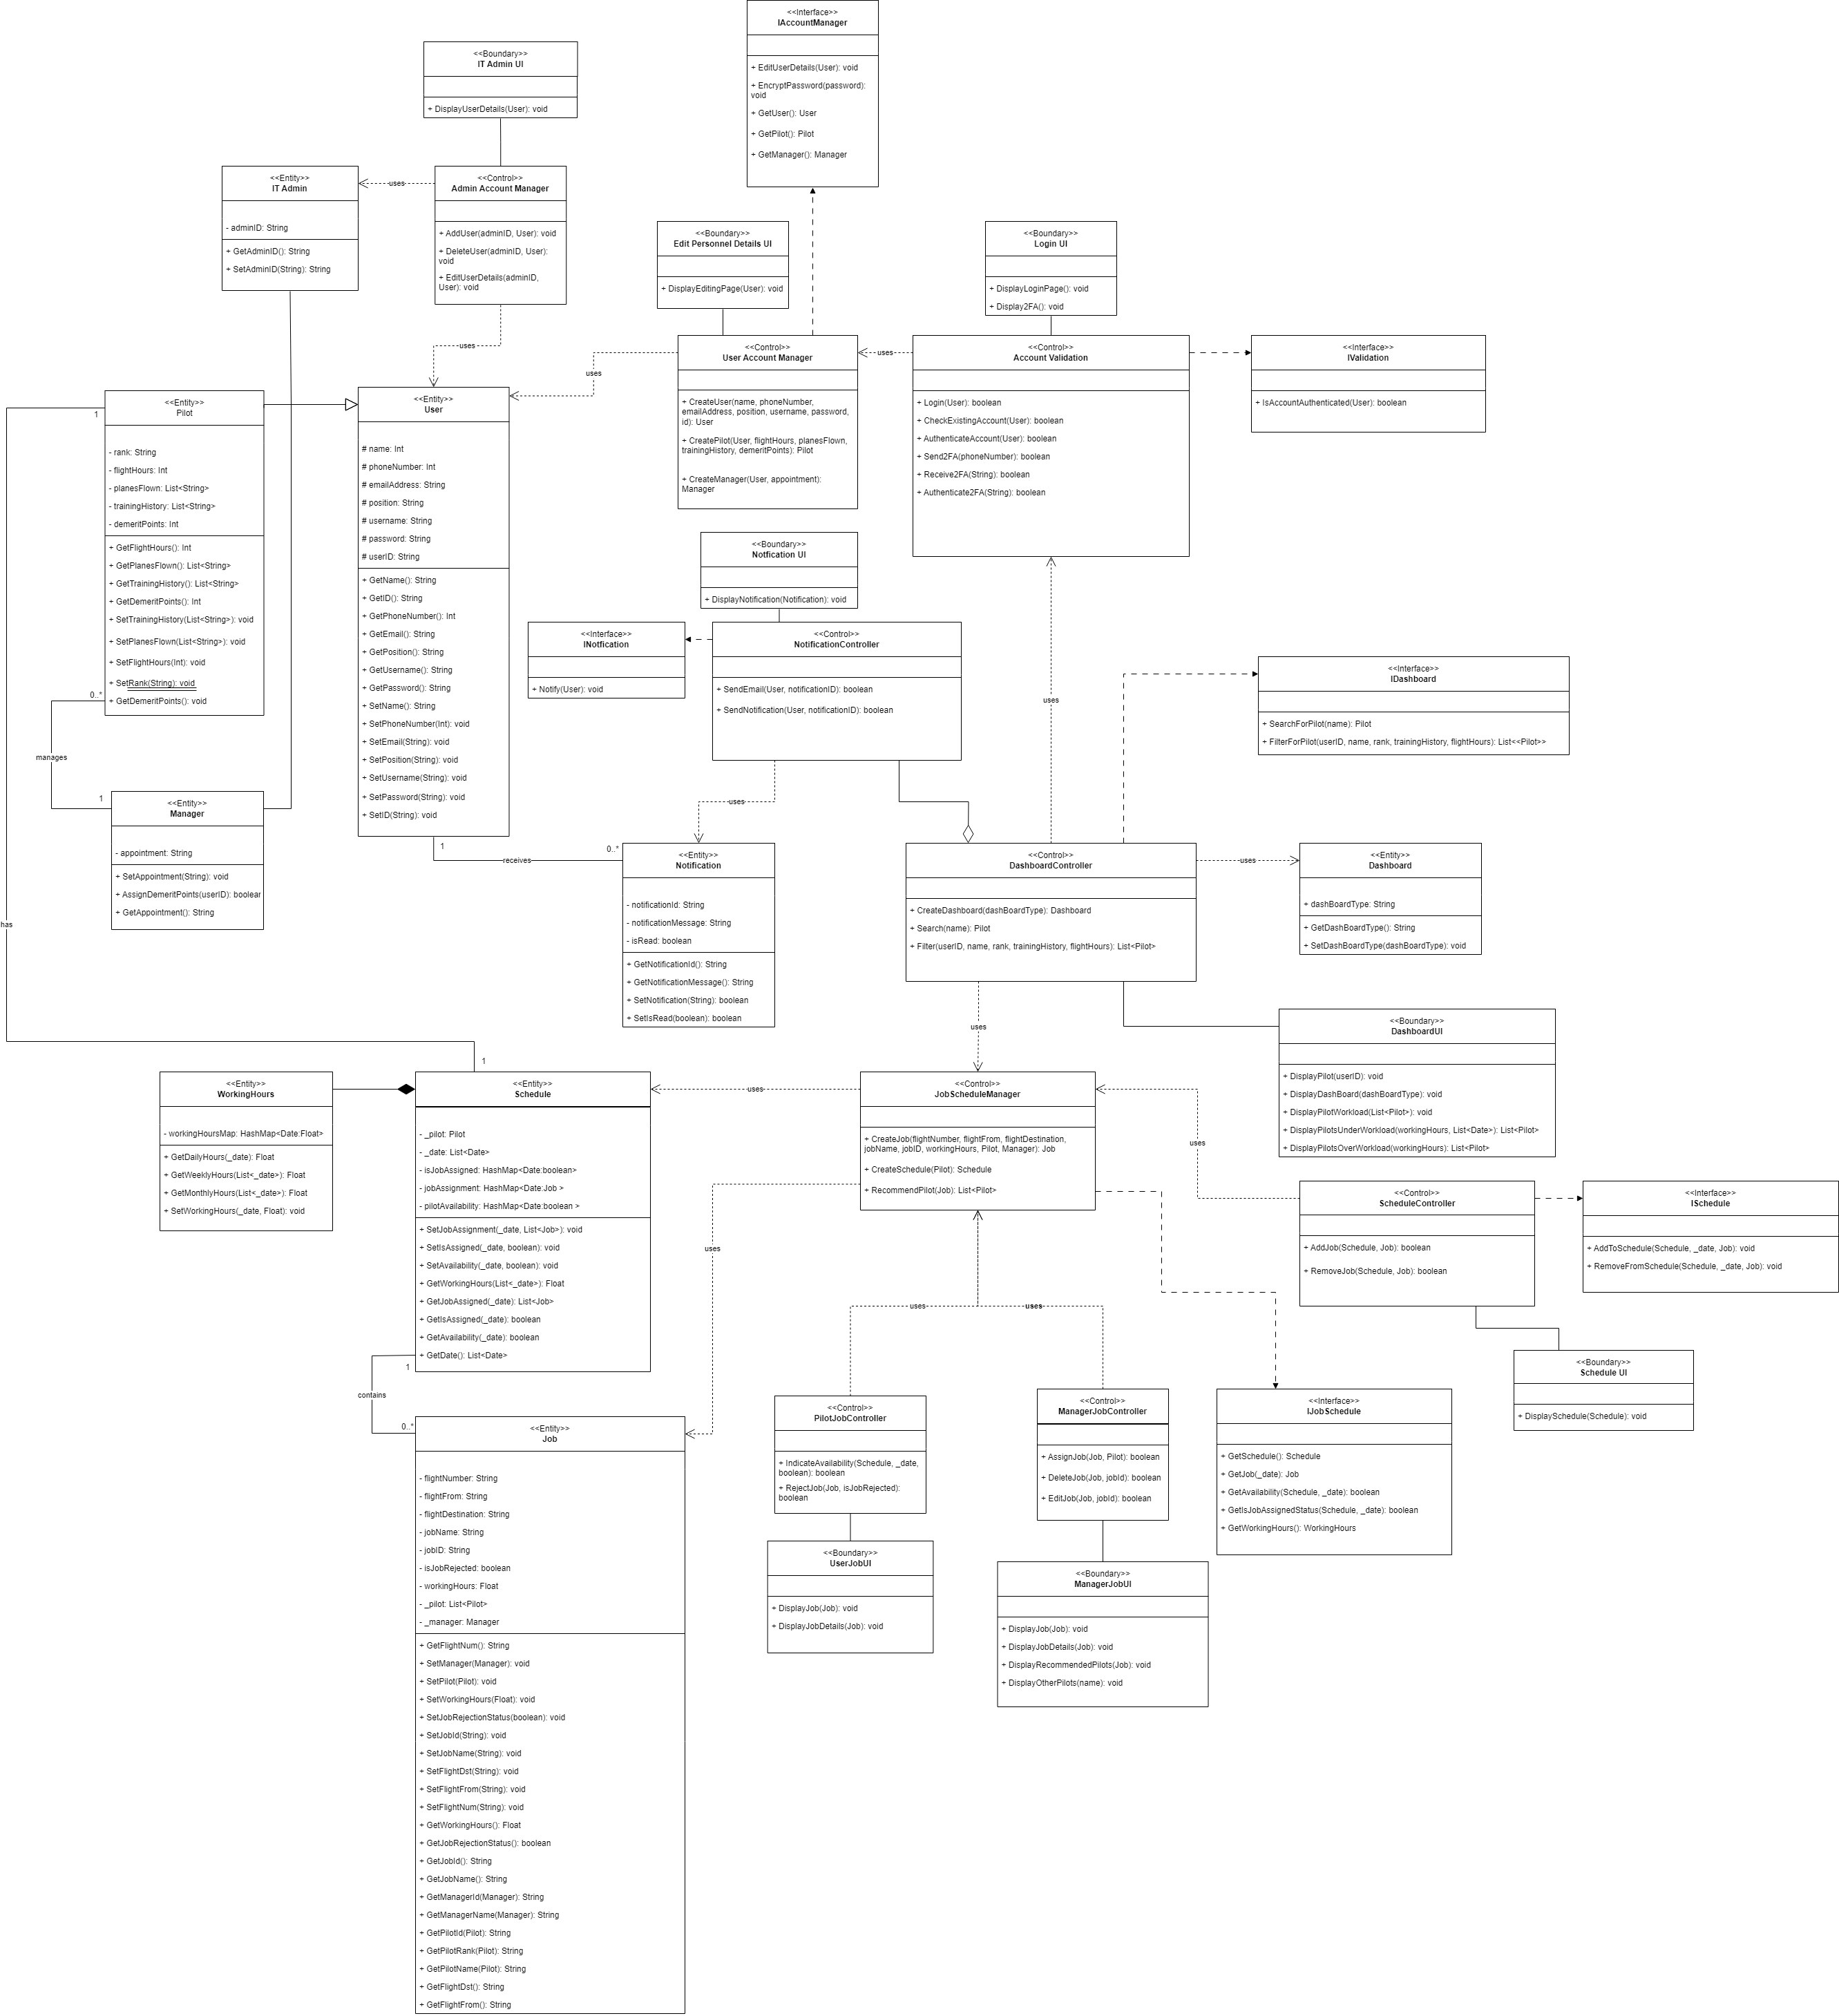 <<Interface>>
IAccountManager
+ EditUserDetails(User): void
+ EncryptPassword(password):
void
+ GetUser(): User
+ GetPilot(): Pilot
+ GetManager(): Manager
<<Boundary>>
IT Admin UI
+ DisplayUserDetails(User): void
<<Entity>>
IT Admin
- adminID: String
+ GetAdminID(): String
+ SetAdminID(String): String
uses
<<Control>>
Admin Account Manager
+ AddUser(adminID, User): void
+ DeleteUser(adminID, User):
void
+ EditUserDetails(adminID,
User): void
uses
<<Boundary>>
Edit Personnel Details UI
+ DisplayEditingPage(User): void
<<Boundary>>
Login UI
+ DisplayLoginPage(): void
+ Display2FA(): void
<<Control>>
User Account Manager
+ CreateUser(name, phoneNumber,
emailAddress, position, username, password,
id): User
+ CreatePilot(User, flightHours, planesFlown,
trainingHistory, demeritPoints): Pilot
+ CreateManager(User, appointment):
Manager
uses
uses
<<Control>>
Account Validation
+ Login(User): boolean
+ CheckExistingAccount(User): boolean
+ AuthenticateAccount(User): boolean
+ Send2FA(phoneNumber): boolean
+ Receive2FA(String): boolean
+ Authenticate2FA(String): boolean
<<Interface>>
IValidation
+ IsAccountAuthenticated(User): boolean
1
<<Entity>>
Pilot
- rank: String
- flightHours: Int
- planesFlown: List<String>
- trainingHistory: List<String>
- demeritPoints: Int
+ GetFlightHours(): Int
+ GetPlanesFlown(): List<String>
+ GetTrainingHistory(): List<String>
+ GetDemeritPoints(): Int
+ SetTrainingHistory(List<String>): void
+ SetPlanesFlown(List<String>): void
+ SetFlightHours(Int): void
+ SetRank(String): void
+ GetDemeritPoints(): void
0..*
manages
1
<<Entity>>
User
# name: Int
# phoneNumber: Int
# emailAddress: String
# position: String
# username: String
# password: String
# userID: String
+ GetName(): String
+ GetID(): String
+ GetPhoneNumber(): Int
+ GetEmail(): String
+ GetPosition(): String
+ GetUsername(): String
+ GetPassword(): String
+ SetName(): String
+ SetPhoneNumber(Int): void
+ SetEmail(String): void
+ SetPosition(String): void
+ SetUsername(String): void
+ SetPassword(String): void
+ SetID(String): void
<<Boundary>>
Notfication UI
+ DisplayNotification(Notification): void
<<Interface>>
INotfication
+ Notify(User): void
<<Control>>
NotificationController
+ SendEmail(User, notificationID): boolean
+ SendNotification(User, notificationID): boolean
uses
uses
<<Interface>>
IDashboard
+ SearchForPilot(name): Pilot
+ FilterForPilot(userID, name, rank, trainingHistory, flightHours): List<<Pilot>>
<<Entity>>
Manager
- appointment: String
+ SetAppointment(String): void
+ AssignDemeritPoints(userID): boolear
+ GetAppointment(): String
1
receives
0..*
<<Entity>>
Notification
- notificationId: String
- notificationMessage: String
- isRead: boolean
+ GetNotificationId(): String
+ GetNotificationMessage(): String
+ SetNotification(String): boolean
+ SetIsRead(boolean): boolean
<<Control>>
DashboardController
+ CreateDashboard(dashBoardType): Dashboard
+ Search(name): Pilot
+ Filter(userID, name, rank, trainingHistory, flightHours): List<Pilot>
uses
<<Entity>>
Dashboard
+ dashBoardType: String
+ GetDashBoardType(): String
+ SetDashBoardType(dashBoardType): void
has
uses
<<Boundary>>
DashboardUI
+ DisplayPilot(userID): void
+ DisplayDashBoard(dashBoardType): void
+ DisplayPilotWorkload(List<Pilot>): void
+ DisplayPilotsUnderWorkload(workingHours, List<Date>): List<Pilot>
+ DisplayPilotsOverWorkload(workingHours): List<Pilot>
1
<<Entity>>
WorkingHours
- workingHoursMap: HashMap<Date:Float>
+ GetDailyHours(_date): Float
+ GetWeeklyHours(List<_date>): Float
+ GetMonthlyHours(List<_date>): Float
+ SetWorkingHours(_date, Float): void
<<Entity>>
Schedule
- _pilot: Pilot
- _date: List<Date>
- isJobAssigned: HashMap<Date:boolean>
- jobAssignment: HashMap<Date:Job >
- pilotAvailability: HashMap<Date:boolean >
+ SetJobAssignment(_date, List<Job>): void
+ SetIsAssigned(_date, boolean): void
+ SetAvailability(_date, boolean): void
+ GetWorkingHours(List<_date>): Float
+ GetJobAssigned(_date): List<Job>
+ GetIsAssigned(_date): boolean
+ GetAvailability(_date): boolean
+ GetDate(): List<Date>
uses
<<Control>>
JobScheduleManager
+ CreateJob(flightNumber, flightFrom, flightDestination,
jobName, jobID, workingHours, Pilot, Manager): Job
+ CreateSchedule(Pilot): Schedule
+ RecommendPilot(Job): List<Pilot>
uses
uses
<<Control>>
ScheduleController
+ AddJob(Schedule, Job): boolean
+ RemoveJob(Schedule, Job): boolean
<<Interface>>
ISchedule
+ AddToSchedule(Schedule, _date, Job): void
+ RemoveFromSchedule(Schedule, _date, Job): void
uses
uses
<<Boundary>>
Schedule UI
+ DisplaySchedule(Schedule): void
1
contains
0..*
<<Entity>>
Job
- flightNumber: String
- flightFrom: String
- flightDestination: String
- jobName: String
- jobID: String
- isJobRejected: boolean
- workingHours: Float
- _pilot: List<Pilot>
- _manager: Manager
+ GetFlightNum(): String
+ SetManager(Manager): void
+ SetPilot(Pilot): void
+ SetWorkingHours(Float): void
+ SetJobRejectionStatus(boolean): void
+ SetJobId(String): void
+ SetJobName(String): void
+ SetFlightDst(String): void
+ SetFlightFrom(String): void
+ SetFlightNum(String): void
+ GetWorkingHours(): Float
+ GetJobRejectionStatus(): boolean
+ GetJobId(): String
+ GetJobName(): String
+ GetManagerId(Manager): String
+ GetManagerName(Manager): String
+ GetPilotId(Pilot): String
+ GetPilotRank(Pilot): String
+ GetPilotName(Pilot): String
+ GetFlightDst(): String
+ GetFlightFrom(): String
<<Control>>
PilotJobController
+ IndicateAvailability(Schedule, _date,
boolean): boolean
+ RejectJob(Job, isJobRejected):
boolean
<<Boundary>>
UserJobUI
+ DisplayJob(Job): void
+ DisplayJobDetails(Job): void
<<Control>>
ManagerJobController
+ AssignJob(Job, Pilot): boolean
+ DeleteJob(Job, jobId): boolean
+ EditJob(Job, jobId): boolean
<<Boundary>>
ManagerJobUI
+ DisplayJob(Job): void
+ DisplayJobDetails(Job): void
+ DisplayRecommendedPilots(Job): void
+ DisplayOtherPilots(name): void
<<Interface>>
IJobSchedule
+ GetSchedule(): Schedule
+ GetJob(_date): Job
+ GetAvailability(Schedule, _date): boolean
+ GetIsJobAssignedStatus(Schedule, _date): boolean
+ GetWorkingHours(): WorkingHours